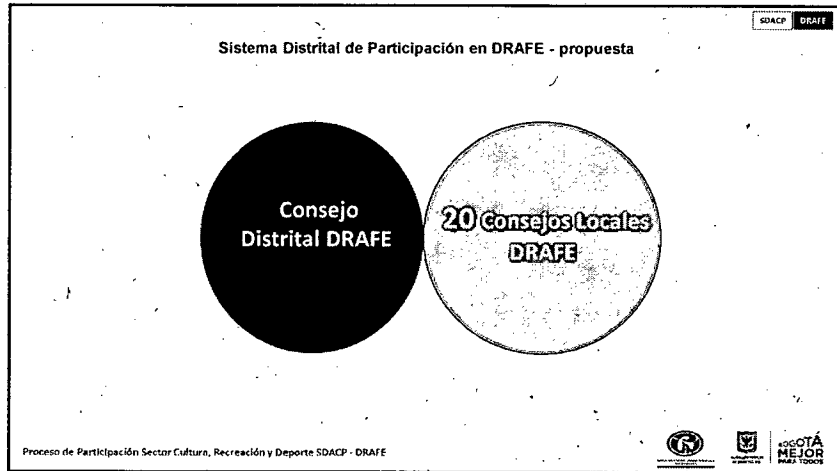 SDACP DRAFE
Sistema Distrital de Participación en DRAFE - propuesta
Consejo
Distrital DRAFE
20 Consejos Locales
DRAFE
Proceso de Participación Sector Cultura, Recreación y Deporte SDACP - DRAFE
BOGOTÁ
MEJOR
PARA TODOS